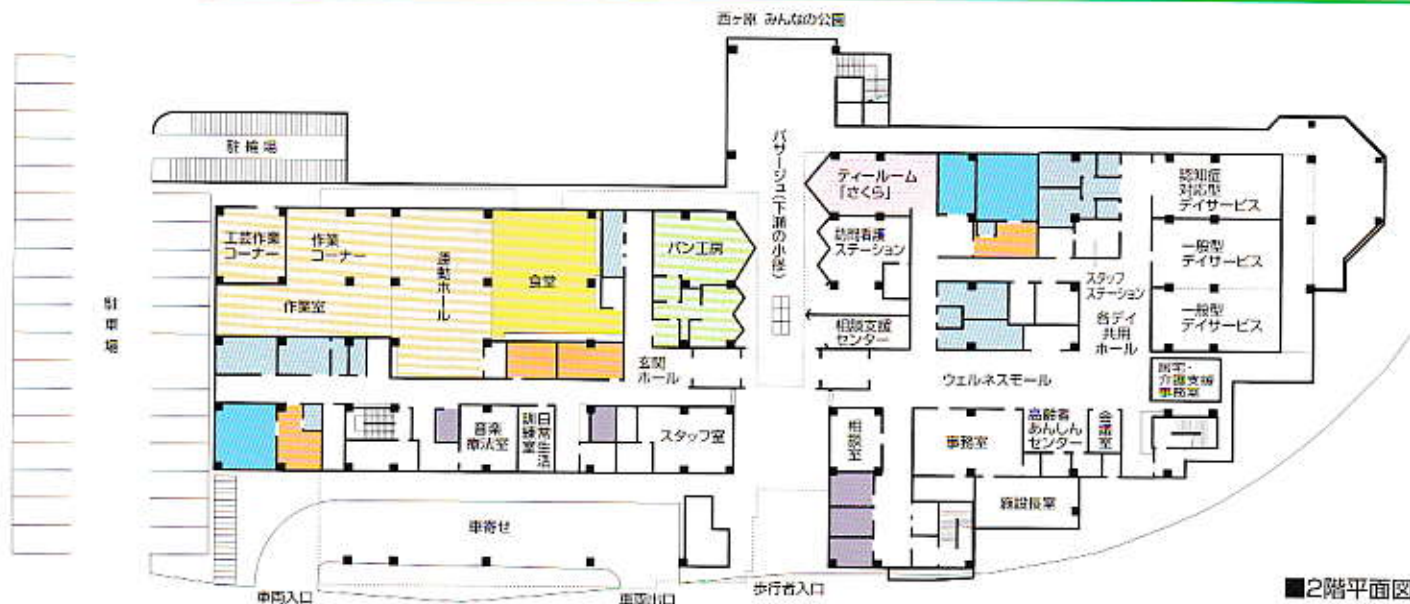 西ヶ原 みんなの公園
駐輪場
パサージュ（下瀬の小径）
ティールーム
「さくら」
認知症
対応型
デイサービス
工芸作業
コーナー
作業
コーナー
運動ホール
食堂
パン工房
訪問看護
ステーション
一般型
デイサービス
スタッフ
ステーション
作業室
駐車場
相談支援
センター
各デイ
共用
ホール
一般型
デイサービス
玄関
ホール
ウェルネスモール
居宅・
介護支援
事業室
音楽
療法室
日常生活
訓練室
スタッフ室
相談室
事務室
高齢者
あんしん
センター
会議室
施設長室
車寄せ
車両入口
車両出口
歩行者入口
■2階平面図